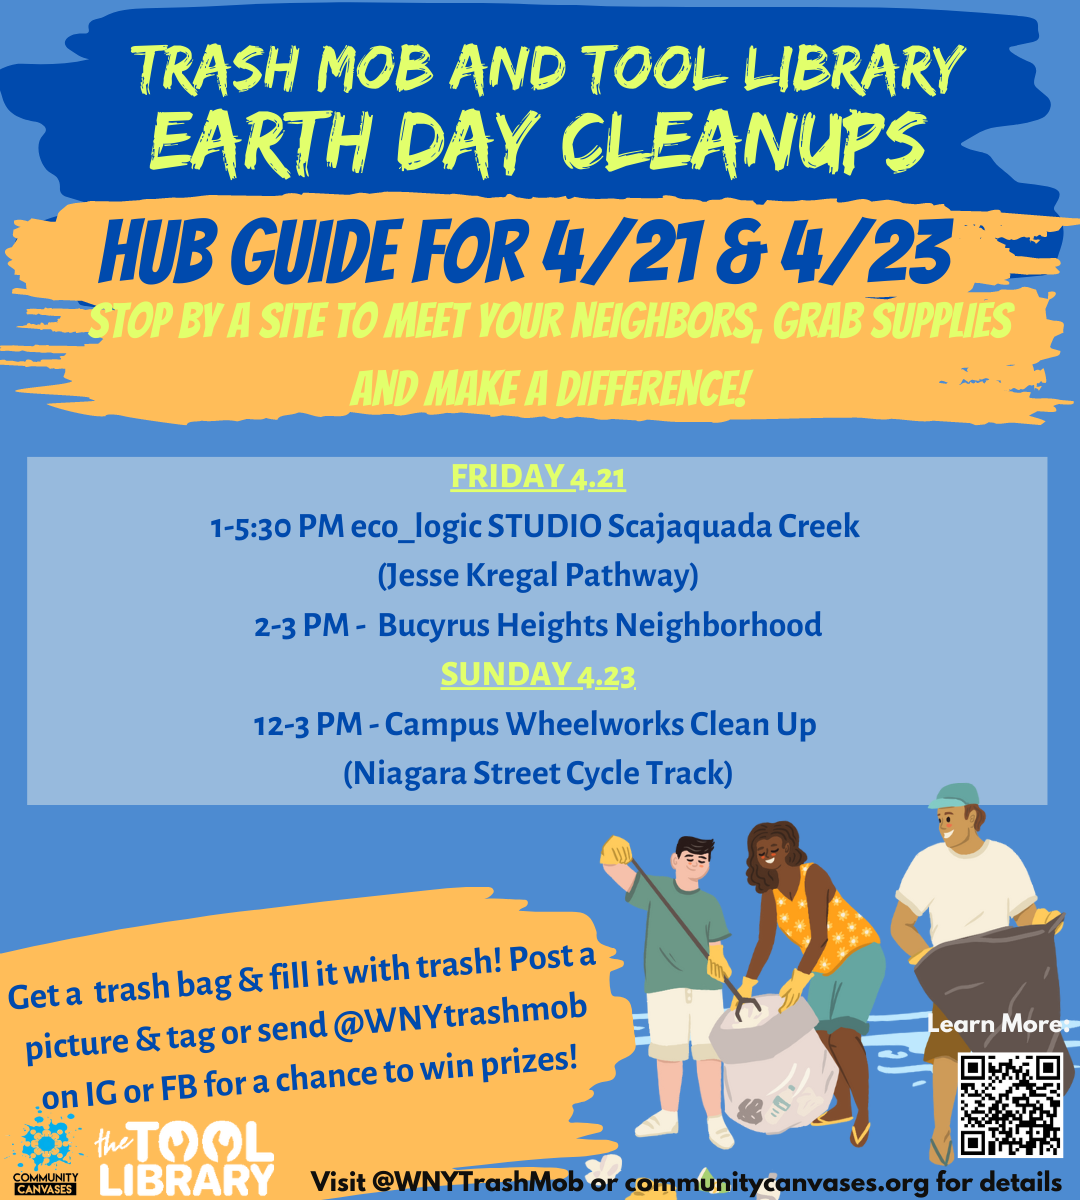 TRASH MOB AND TOOL LIBRARY
EARTH DAY CLEANUPS
HUB GUIDE FOR 4/21 & 4/23
STOP BY A SITE TO MEET YOUR NEIGHBORS, GRAB SUPPLIES
AND MAKE A DIFFERENCE!
FRIDAY 4.21
1-5:30 PM eco_logic STUDIO Scajaquada Creek
(Jesse Kregal Pathway)
2-3 PM - Bucyrus Heights Neighborhood
SUNDAY 4.23
12-3 PM - Campus Wheelworks Clean Up
(Niagara Street Cycle Track)
Get a trash bag & fill it with trash! Post a
picture & tag or send @WNYtrashmob
on IG or FB for a chance to win prizes!
Learn More:
COMMUNITY
CANVASES
the TOOL
LIBRARY
Visit @WNYTrashMob or communitycanvases.org for details